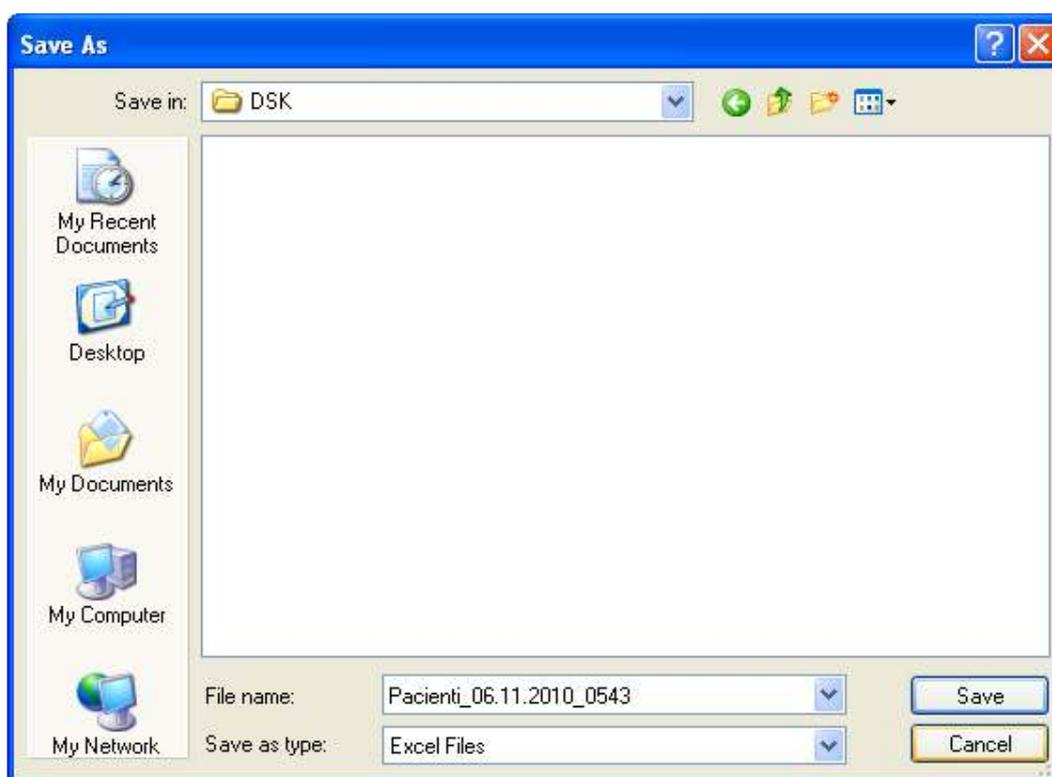 Save As
Save in:
DSK
My Recent
Documents
Desktop
My Documents
My Computer
My Network
File name:
Pacienti_06.11.2010_0543
Save
Save as type:
Excel Files
Cancel